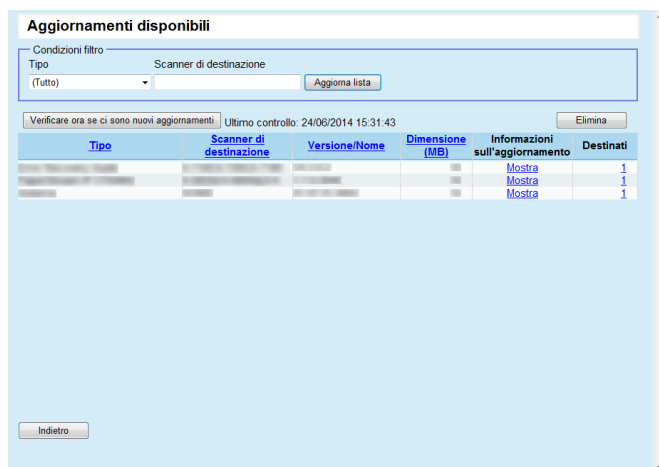 Aggiornamenti disponibili
Condizioni filtro
Tipo Scanner di destinazione
(Tutto) Aggiorna lista
Verificare ora se ci sono nuovi aggiornamenti Ultimo controllo: 24/06/2014 15:31:43 Elimina
Tipo Scanner di destinazione Versione/Nome Dimensione (MB) Informazioni sull'aggiornamento Destinati
Mostra 1
Mostra 1
Mostra 1
Indietro